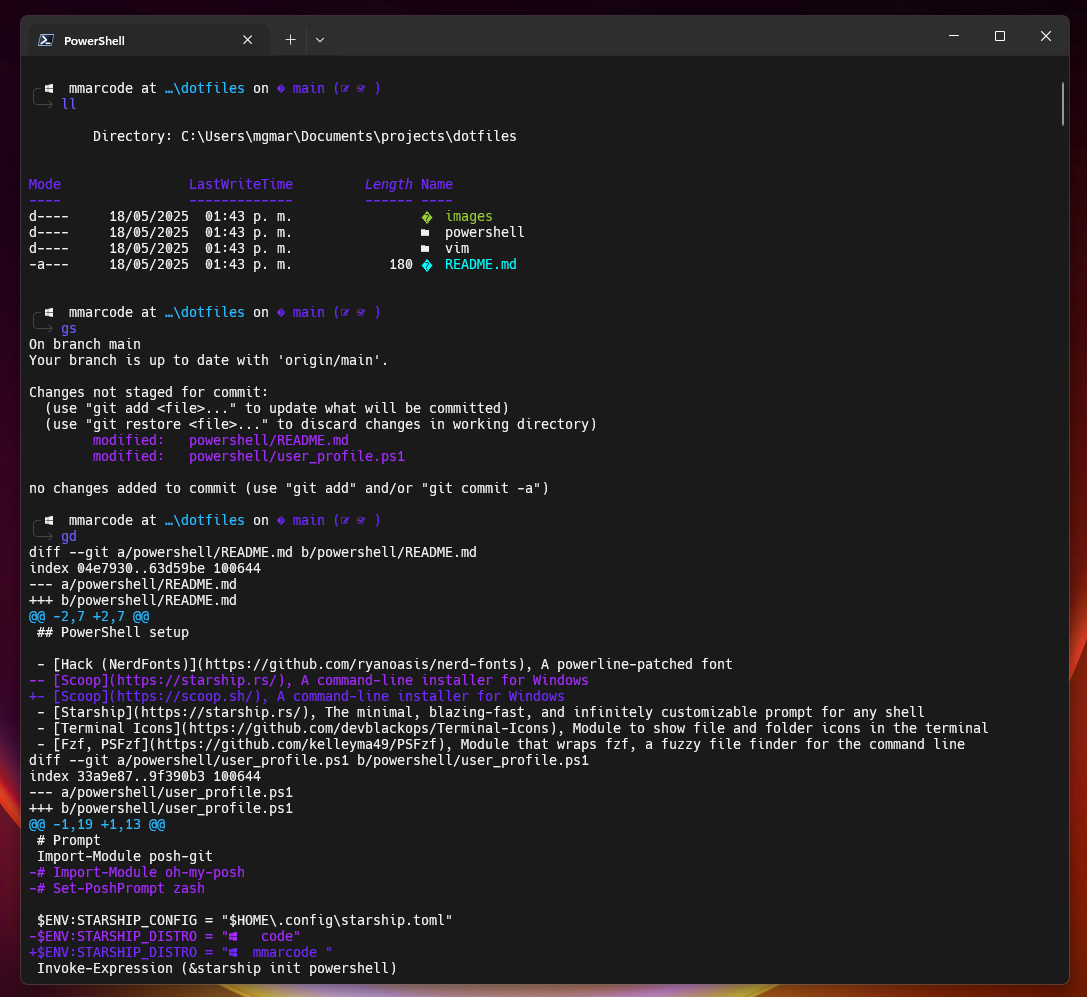 PowerShell
mmarcode at …\dotfiles on main ( )
ll
Directory: C:\Users\mgmar\Documents\projects\dotfiles
Mode LastWriteTime Length Name
---- ------------- ------ ----
d---- 18/05/2025 01:43 p. m. � images
d---- 18/05/2025 01:43 p. m. powershell
d---- 18/05/2025 01:43 p. m. vim
-a--- 18/05/2025 01:43 p. m. 180 � README.md
mmarcode at …\dotfiles on main ( )
gs
On branch main
Your branch is up to date with 'origin/main'.
Changes not staged for commit:
(use "git add <file>..." to update what will be committed)
(use "git restore <file>..." to discard changes in working directory)
modified: powershell/README.md
modified: powershell/user_profile.ps1
no changes added to commit (use "git add" and/or "git commit -a")
mmarcode at …\dotfiles on main ( )
gd
diff --git a/powershell/README.md b/powershell/README.md
index 04e7930..63d59be 100644
--- a/powershell/README.md
+++ b/powershell/README.md
@@ -2,7 +2,7 @@
## PowerShell setup
- [Hack (NerdFonts)](https://github.com/ryanoasis/nerd-fonts), A powerline-patched font
-- [Scoop](https://starship.rs/), A command-line installer for Windows
+- [Scoop](https://scoop.sh/), A command-line installer for Windows
- [Starship](https://starship.rs/), The minimal, blazing-fast, and infinitely customizable prompt for any shell
- [Terminal Icons](https://github.com/devblackops/Terminal-Icons), Module to show file and folder icons in the terminal
- [Fzf, PSFzf](https://github.com/kelleyma49/PSFzf), Module that wraps fzf, a fuzzy file finder for the command line
diff --git a/powershell/user_profile.ps1 b/powershell/user_profile.ps1
index 33a9e87..9f390b3 100644
--- a/powershell/user_profile.ps1
+++ b/powershell/user_profile.ps1
@@ -1,19 +1,13 @@
# Prompt
Import-Module posh-git
-# Import-Module oh-my-posh
-# Set-PoshPrompt zash
$ENV:STARSHIP_CONFIG = "$HOME\.config\starship.toml"
-$ENV:STARSHIP_DISTRO = " code"
+$ENV:STARSHIP_DISTRO = " mmarcode "
Invoke-Expression (&starship init powershell)